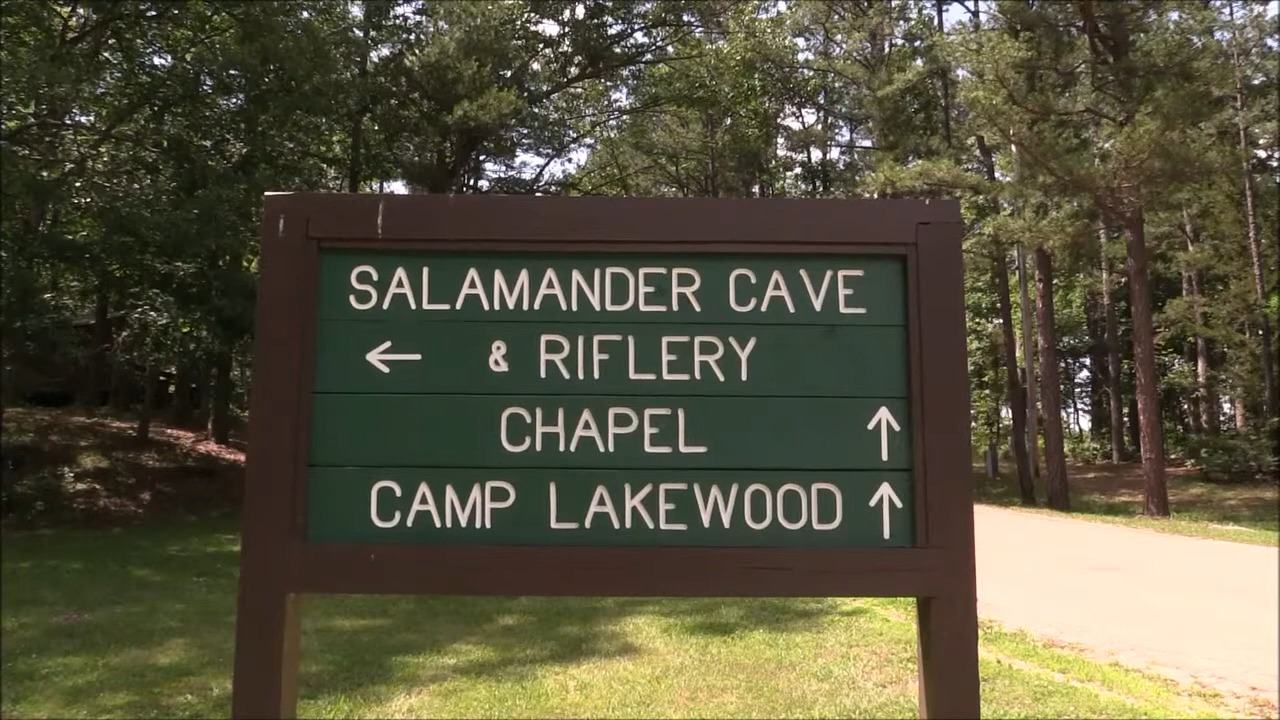 SALAMANDER CAVE
← & RIFLERY
CHAPEL ↑
CAMP LAKEWOOD ↑